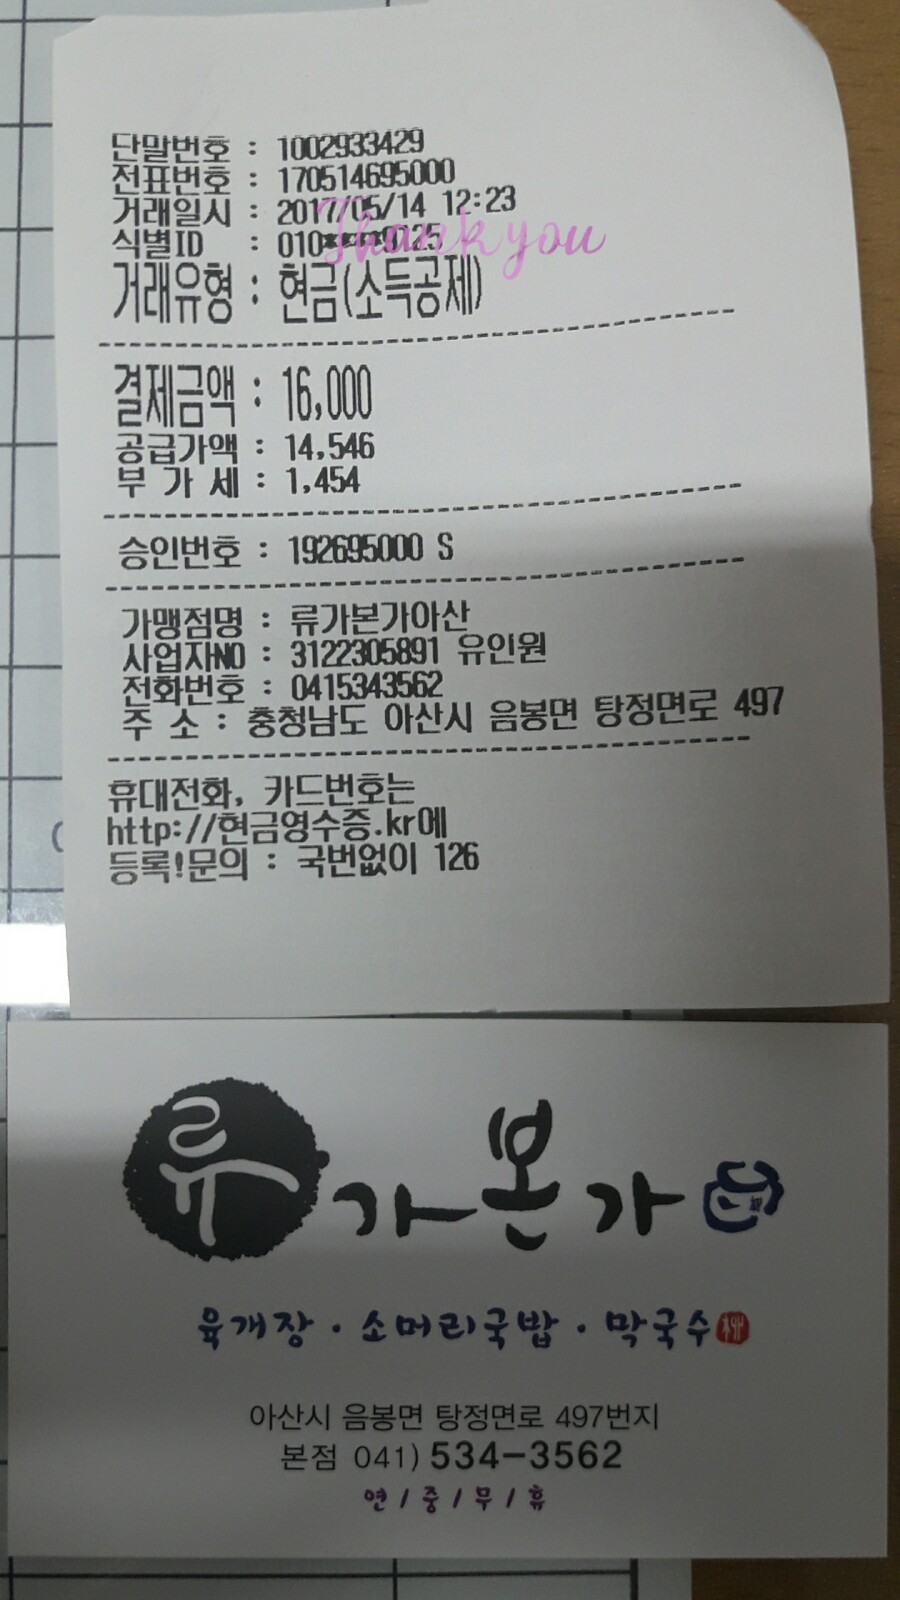 단말번호 : 1002933429
전표번호 : 170514695000
거래일시 : 2017/05/14 12:23
식별ID : 010****9025
Thank you
거래유형 : 현금(소득공제)
결제금액 : 16,000
공급가액 : 14,546
부 가 세 : 1,454
승인번호 : 192695000 S
가맹점명 : 류가본가아산
사업자NO : 3122305891 유인원
전화번호 : 0415343562
주 소 : 충청남도 아산시 음봉면 탕정면로 497
휴대전화, 카드번호는
http://현금영수증.kr에
등록!문의 : 국번없이 126
류가본가
육개장 · 소머리국밥 · 막국수
아산시 음봉면 탕정면로 497번지
본점 041) 534-3562
연/중/무/휴